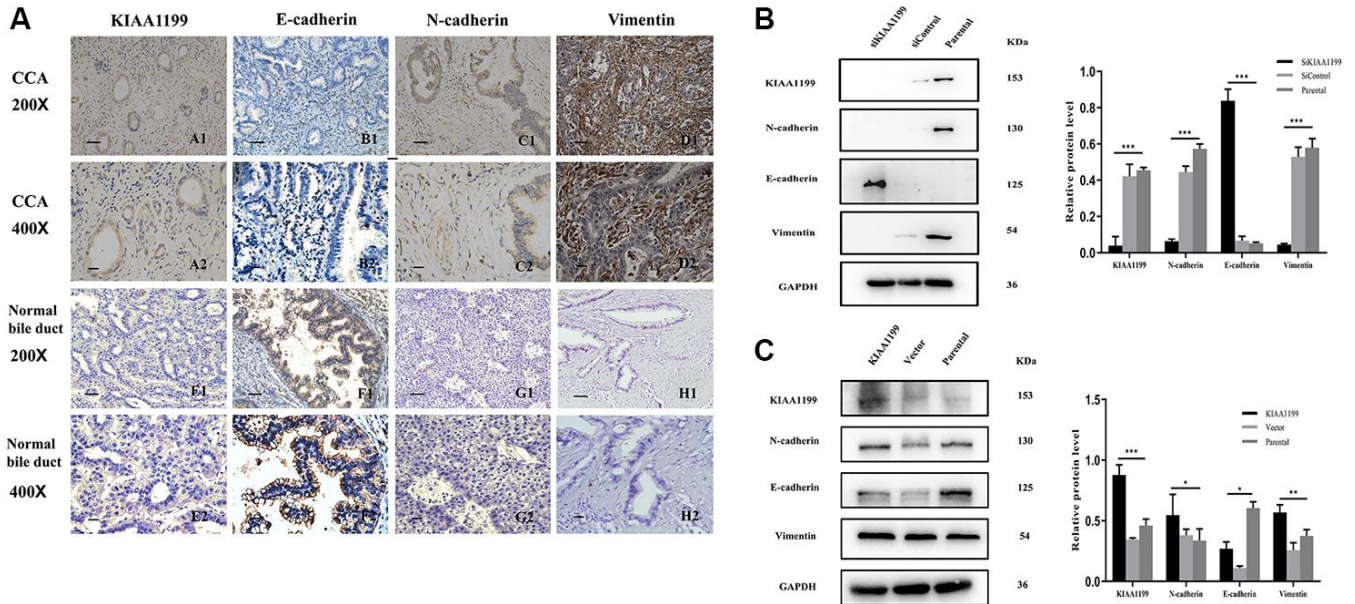 A
KIAA1199 E-cadherin N-cadherin Vimentin
CCA
200X
A1 B1 C1 D1
CCA
400X
A2 B2 C2 D2
Normal
bile duct
200X
E1 F1 G1 H1
Normal
bile duct
400X
E2 F2 G2 H2
B
siKIAA1199 siControl Parental KDa
KIAA1199 153
N-cadherin 130
E-cadherin 125
Vimentin 54
GAPDH 36
Relative protein level
0.0
0.2
0.4
0.6
0.8
1.0
SiKIAA1199
SiControl
Parental
*** *** *** ***
KIAA1199 N-cadherin E-cadherin Vimentin
C
KIAA1199 Vector Parental KDa
KIAA1199 153
N-cadherin 130
E-cadherin 125
Vimentin 54
GAPDH 36
Relative protein level
0.0
0.5
1.0
1.5
KIAA1199
Vector
Parental
*** * * **
KIAA1199 N-cadherin E-cadherin Vimentin